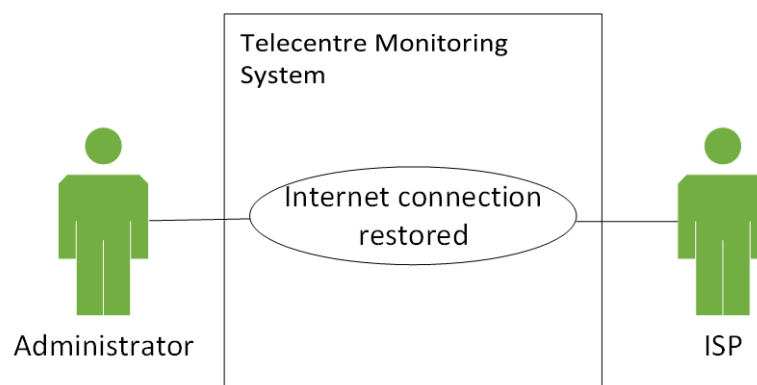 Telecentre Monitoring
System
Internet connection
restored
Administrator
ISP